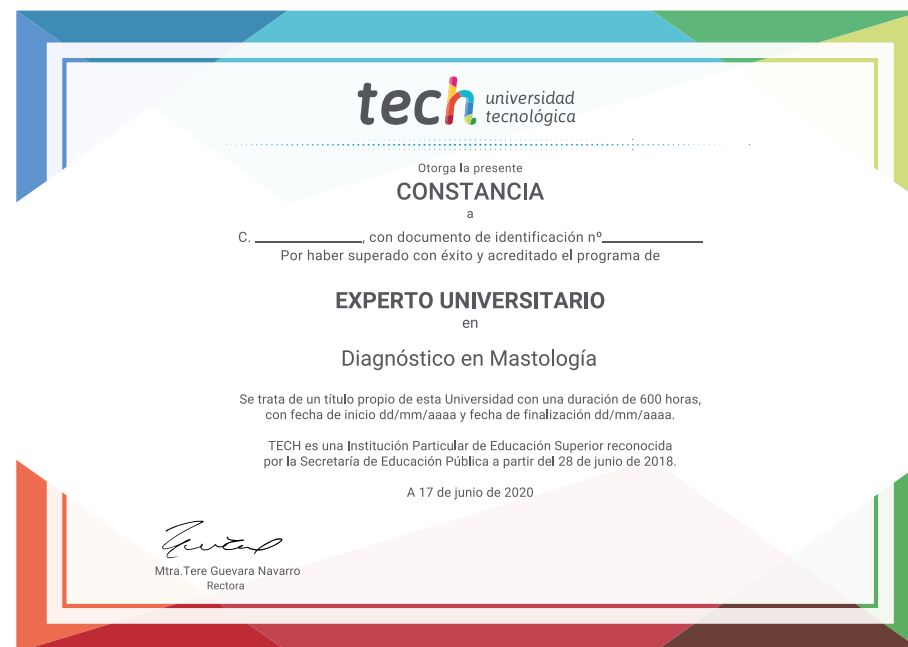 tech universidad
tecnológica
Otorga la presente
CONSTANCIA
a
C. ____________, con documento de identificación nº____________
Por haber superado con éxito y acreditado el programa de
EXPERTO UNIVERSITARIO
en
Diagnóstico en Mastología
Se trata de un título propio de esta Universidad con una duración de 600 horas,
con fecha de inicio dd/mm/aaaa y fecha de finalización dd/mm/aaaa.
TECH es una Institución Particular de Educación Superior reconocida
por la Secretaría de Educación Pública a partir del 28 de junio de 2018.
A 17 de junio de 2020
Mtra.Tere Guevara Navarro
Rectora